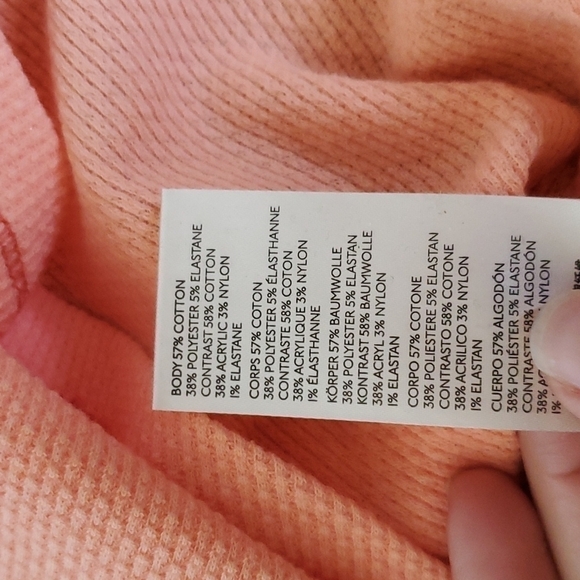 BODY 57% COTTON
38% POLYESTER 5% ELASTANE
CONTRAST 58% COTTON
38% ACRYLIC 3% NYLON
1% ELASTANE
CORPS 57% COTON
38% POLYESTER 5% ÉLASTHANNE
CONTRASTE 58% COTON
38% ACRYLIQUE 3% NYLON
1% ÉLASTHANNE
KÖRPER 57% BAUMWOLLE
38% POLYESTER 5% ELASTAN
KONTRAST 58% BAUMWOLLE
38% ACRYL 3% NYLON
1% ELASTAN
CORPO 57% COTONE
38% POLIESTERE 5% ELASTAN
CONTRASTO 58% COTONE
38% ACRILICO 3% NYLON
1% ELASTAN
CUERPO 57% ALGODÓN
38% POLIÉSTER 5% ELASTANE
CONTRASTE 58% ALGODÓN
38% NYLON
1%